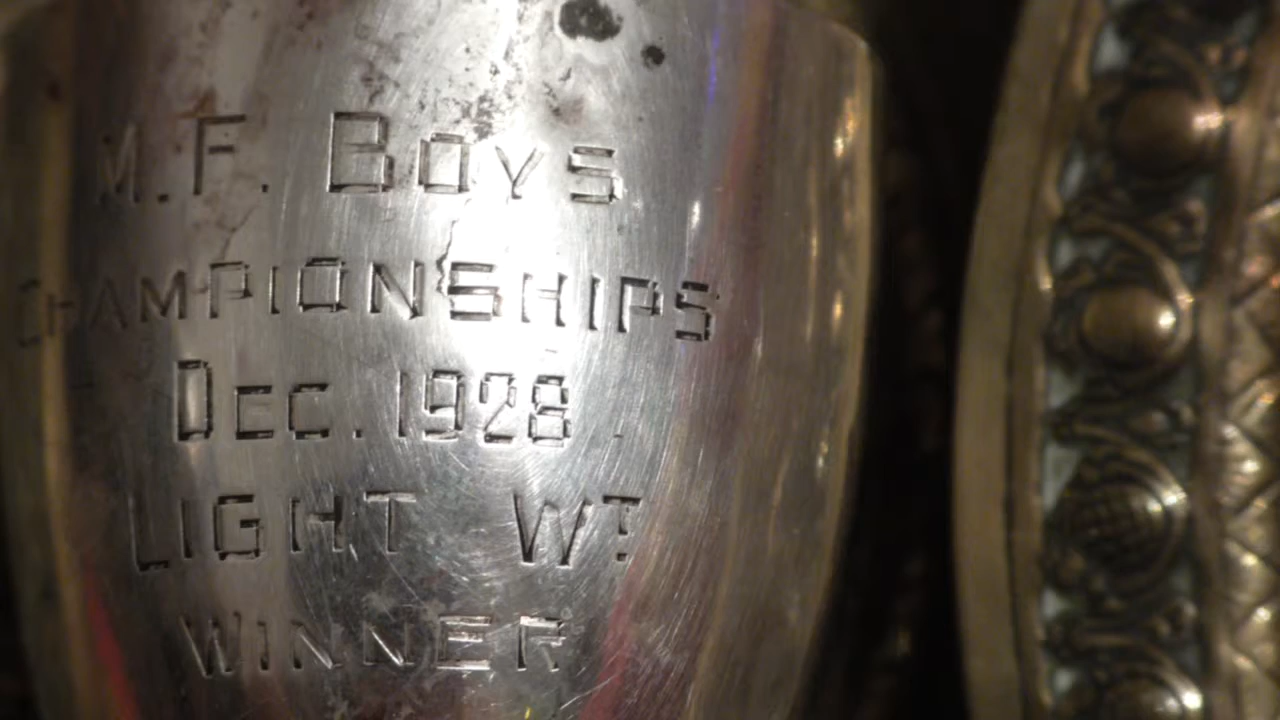 M.F. BOYS
CHAMPIONSHIPS
DEC. 1928
LIGHT WT
WINNER